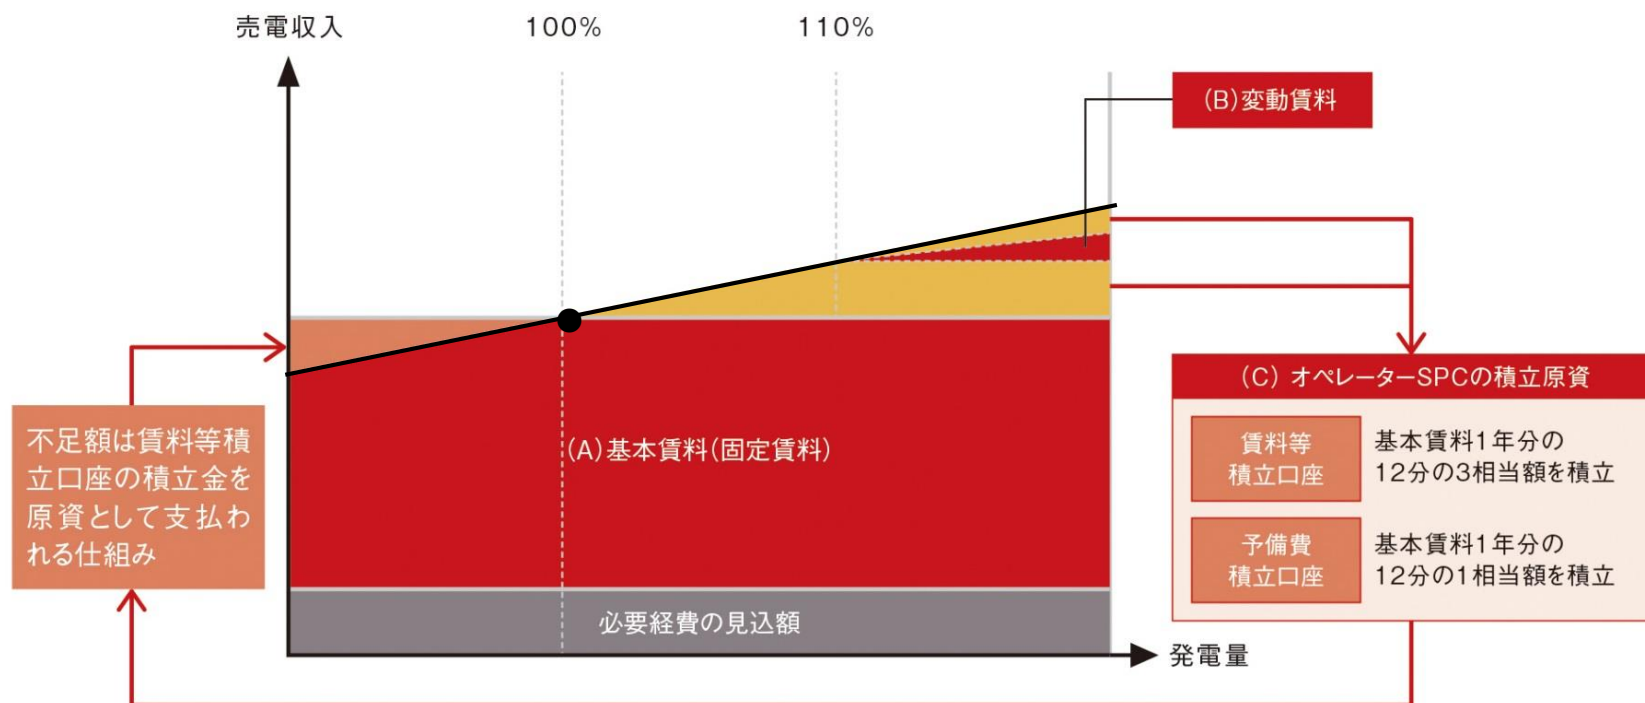 売電収入
100%
110%
(B)変動賃料
(C) オペレーターSPCの積立原資
賃料等
積立口座
基本賃料1年分の
12分の3相当額を積立
予備費
積立口座
基本賃料1年分の
12分の1相当額を積立
不足額は賃料等積
立口座の積立金を
原資として支払わ
れる仕組み
(A)基本賃料(固定賃料)
必要経費の見込額
発電量